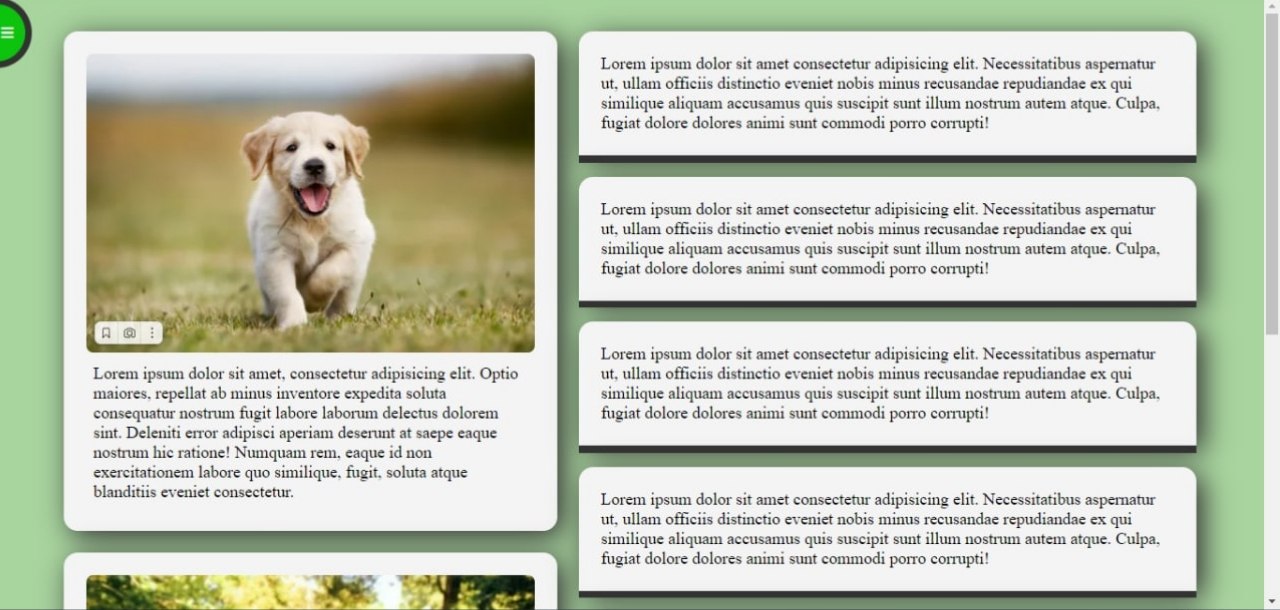 Lorem ipsum dolor sit amet, consectetur adipisicing elit. Optio
maiores, repellat ab minus inventore expedita soluta
consequatur nostrum fugit labore laborum delectus dolorem
sint. Deleniti error adipisci aperiam deserunt at saepe eaque
nostrum hic ratione! Numquam rem, eaque id non
exercitationem labore quo similique, fugit, soluta atque
blanditiis eveniet consectetur.
Lorem ipsum dolor sit amet consectetur adipisicing elit. Necessitatibus aspernatur
ut, ullam officiis distinctio eveniet nobis minus recusandae repudiandae ex qui
similique aliquam accusamus quis suscipit sunt illum nostrum autem atque. Culpa,
fugiat dolore dolores animi sunt commodi porro corrupti!
Lorem ipsum dolor sit amet consectetur adipisicing elit. Necessitatibus aspernatur
ut, ullam officiis distinctio eveniet nobis minus recusandae repudiandae ex qui
similique aliquam accusamus quis suscipit sunt illum nostrum autem atque. Culpa,
fugiat dolore dolores animi sunt commodi porro corrupti!
Lorem ipsum dolor sit amet consectetur adipisicing elit. Necessitatibus aspernatur
ut, ullam officiis distinctio eveniet nobis minus recusandae repudiandae ex qui
similique aliquam accusamus quis suscipit sunt illum nostrum autem atque. Culpa,
fugiat dolore dolores animi sunt commodi porro corrupti!
Lorem ipsum dolor sit amet consectetur adipisicing elit. Necessitatibus aspernatur
ut, ullam officiis distinctio eveniet nobis minus recusandae repudiandae ex qui
similique aliquam accusamus quis suscipit sunt illum nostrum autem atque. Culpa,
fugiat dolore dolores animi sunt commodi porro corrupti!